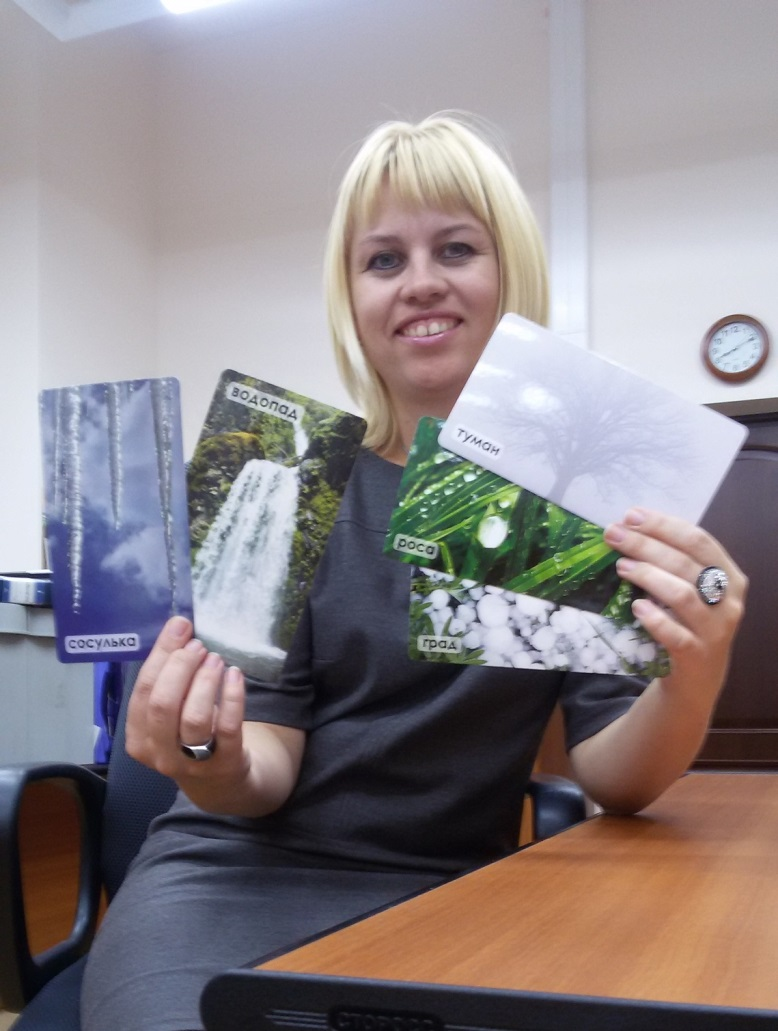 водопад
туман
роса
град
сосулька